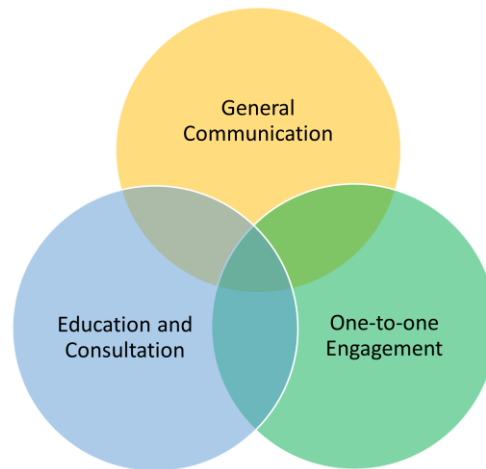 General
Communication
Education and
Consultation
One-to-one
Engagement